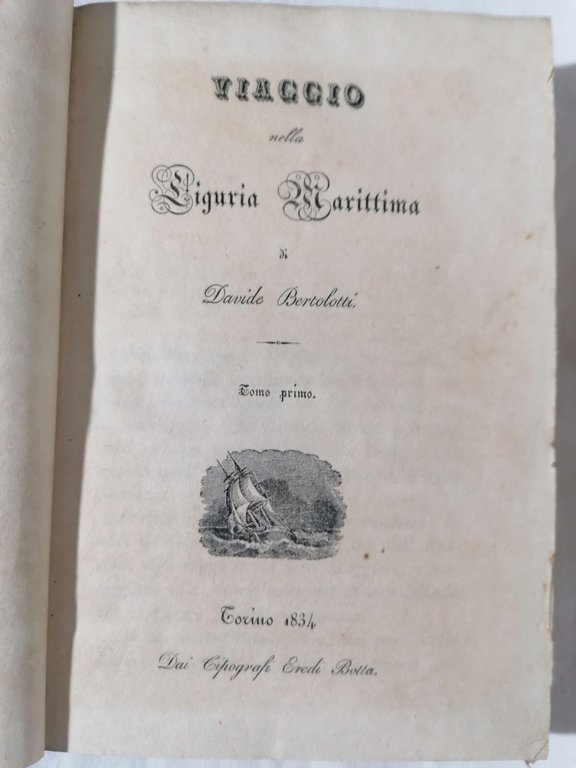 VIAGGIO
nella
Liguria Marittima
di
Davide Bertolotti.
Tomo primo.
Torino 1834
Dai Tipografi Eredi Botta.